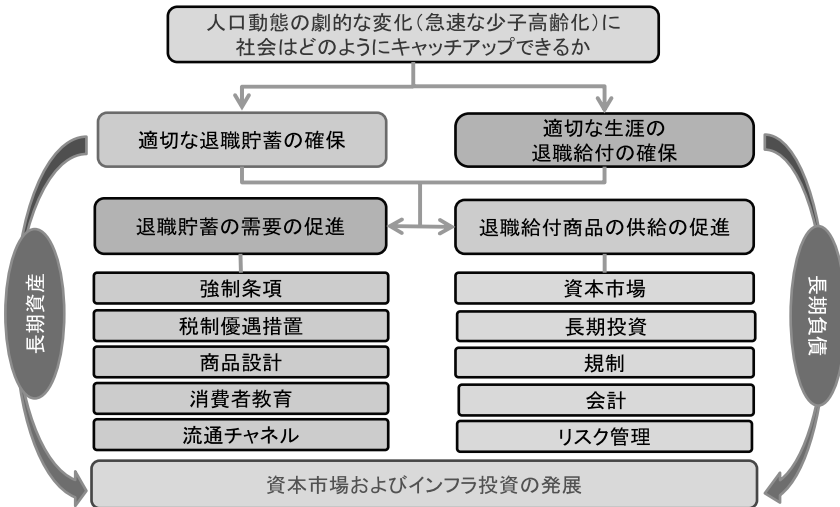 人口動態の劇的な変化(急速な少子高齢化)に
社会はどのようにキャッチアップできるか
適切な退職貯蓄の確保
適切な生涯の
退職給付の確保
退職貯蓄の需要の促進
退職給付商品の供給の促進
長期資産
長期負債
強制条項
資本市場
税制優遇措置
長期投資
商品設計
規制
消費者教育
会計
流通チャネル
リスク管理
資本市場およびインフラ投資の発展